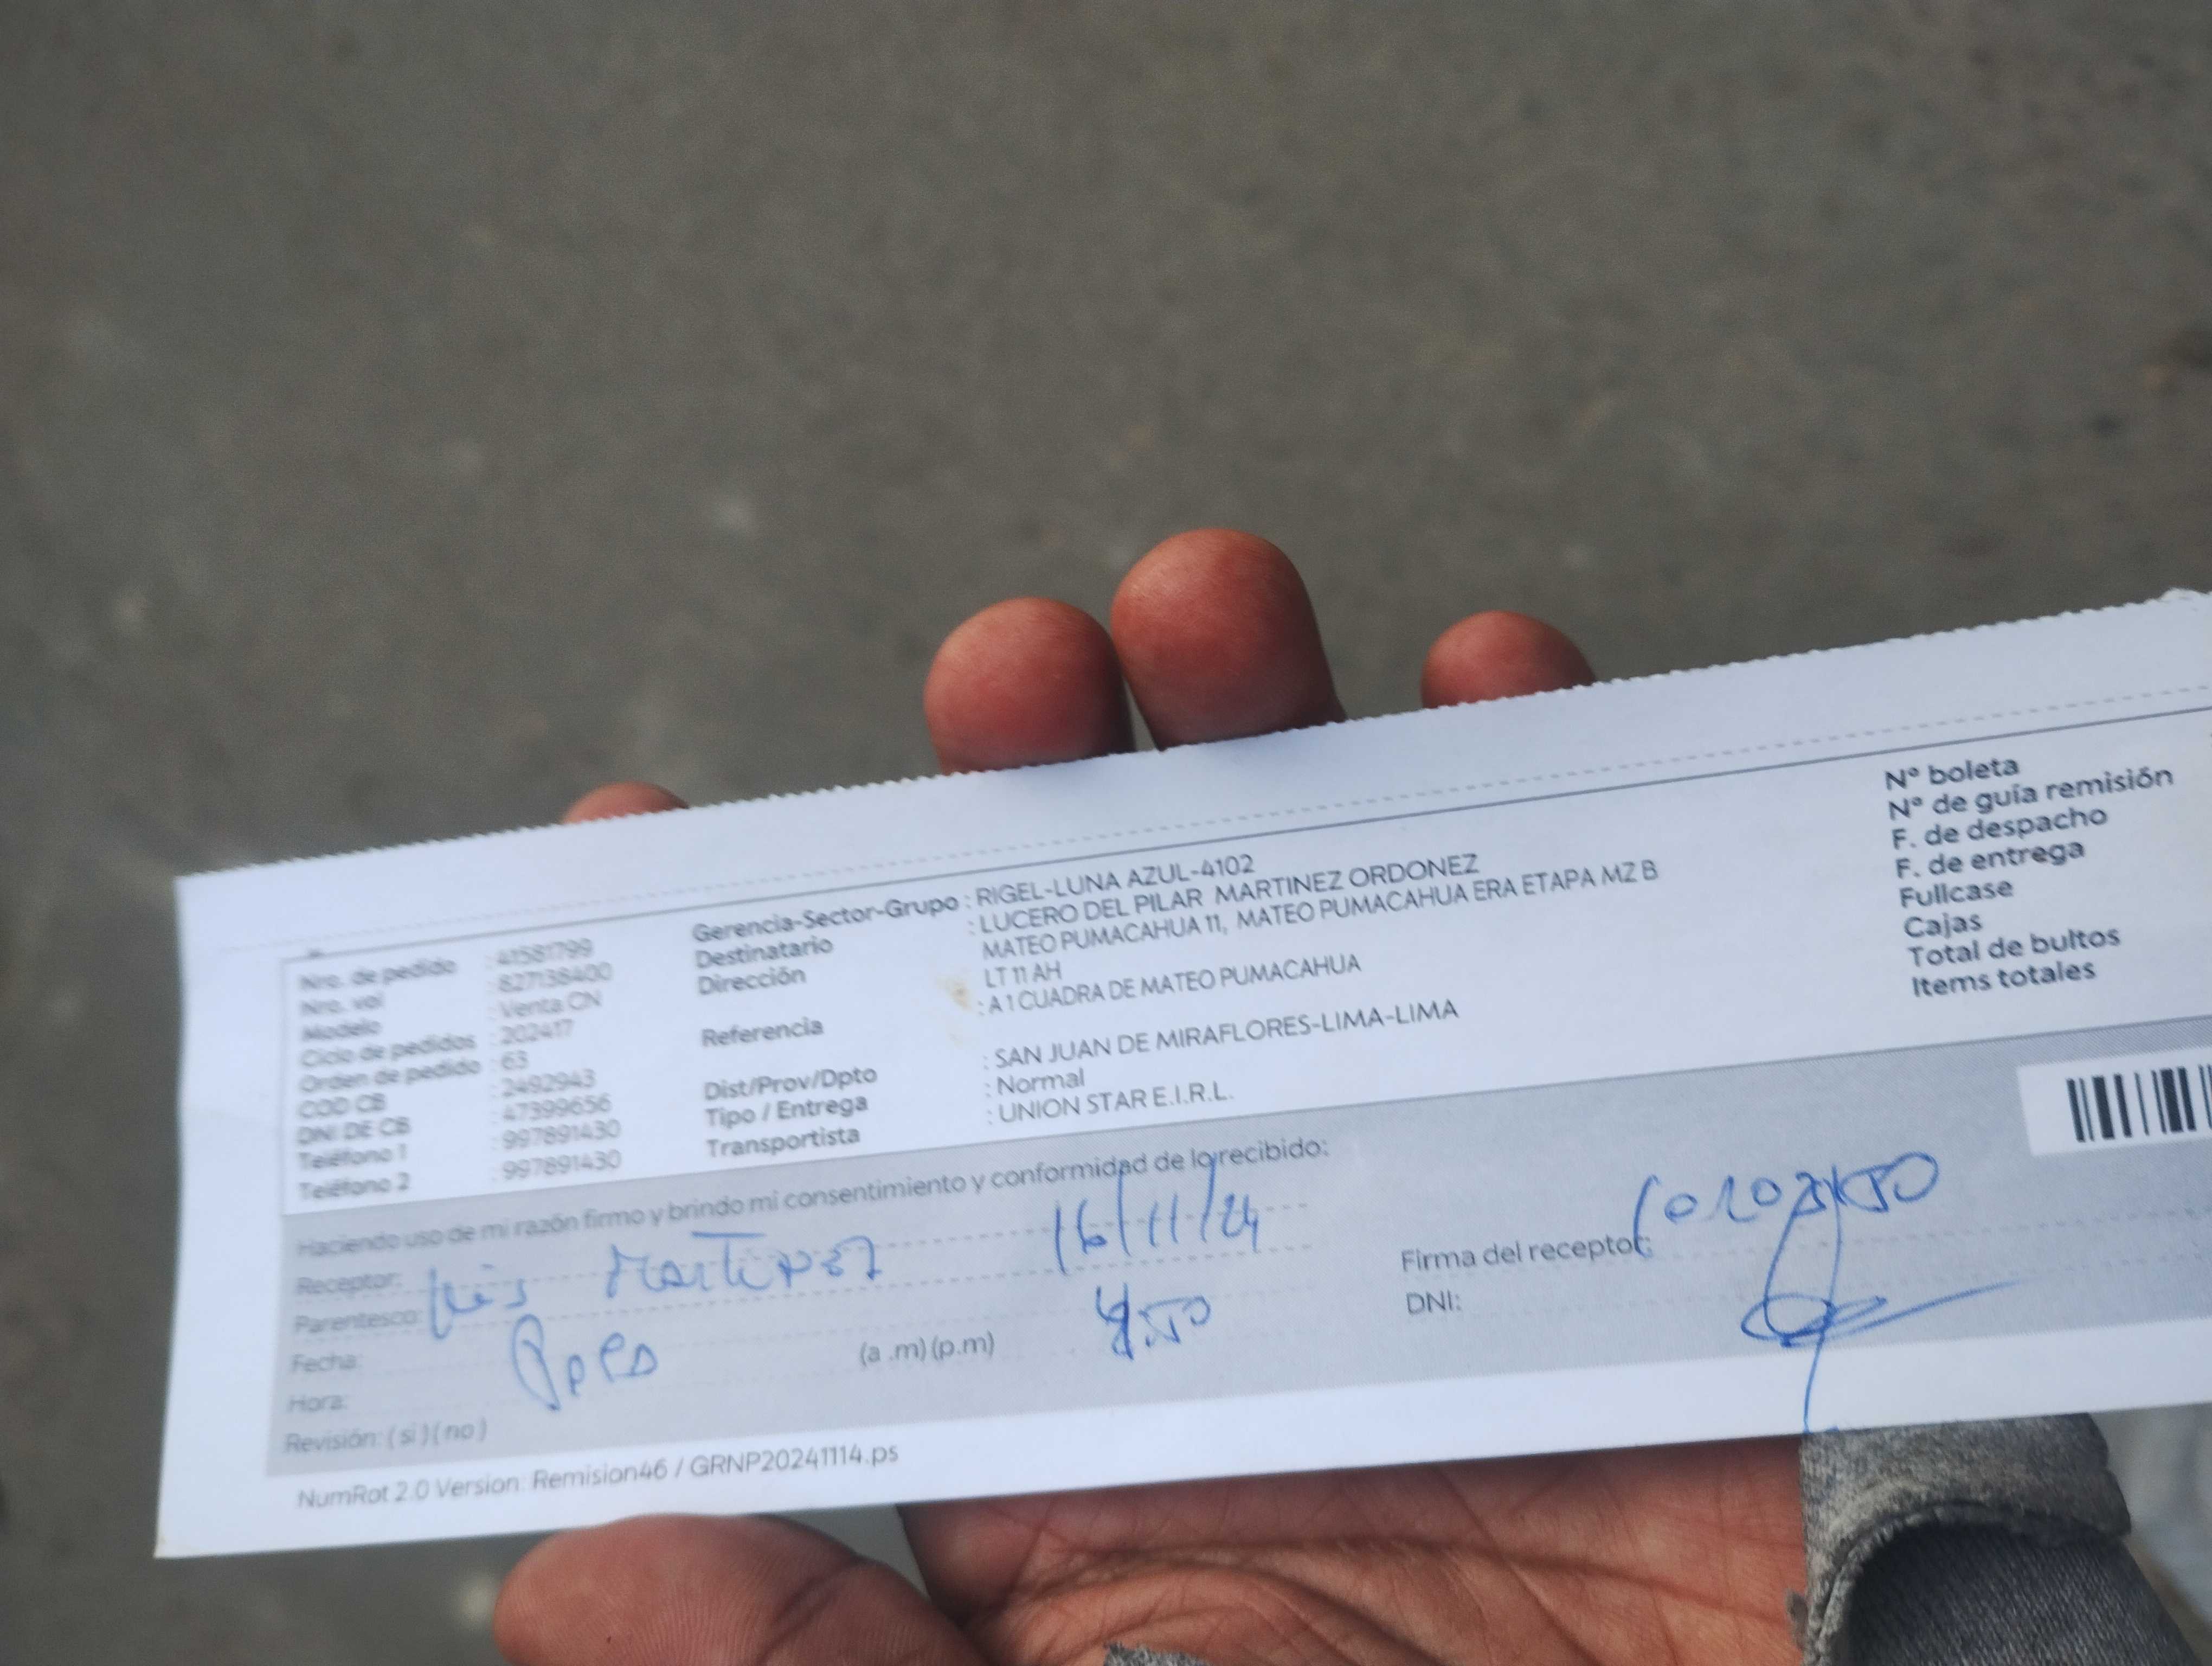 Nro. de pedido : 41581799
Nro. vol : 827138400
Modelo : Venta CN
Ciclo de pedidos : 202417
Orden de pedido : 63
COD CB : 2492943
DNI DE CB : 47399656
Teléfono 1 : 997891430
Teléfono 2 : 997891430
Gerencia-Sector-Grupo : RIGEL-LUNA AZUL-4102
Destinatario : LUCERO DEL PILAR MARTINEZ ORDONEZ
Dirección MATEO PUMACAHUA 11, MATEO PUMACAHUA ERA ETAPA MZ B
LT 11 AH
Referencia : A 1 CUADRA DE MATEO PUMACAHUA
Dist/Prov/Dpto : SAN JUAN DE MIRAFLORES-LIMA-LIMA
Tipo / Entrega : Normal
Transportista : UNION STAR E.I.R.L.
N° boleta
N° de guía remisión
F. de despacho
F. de entrega
Fullcase
Cajas
Total de bultos
Items totales
Haciendo uso de mi razón firmo y brindo mi consentimiento y conformidad de lo recibido:
Receptor: Martinez 16/11/24
Parentesco:
Fecha:
Hora: (a .m) (p.m)
Revisión: ( si ) ( no )
Firma del receptor:
DNI:
NumRot 2.0 Version: Remision46 / GRNP20241114.ps